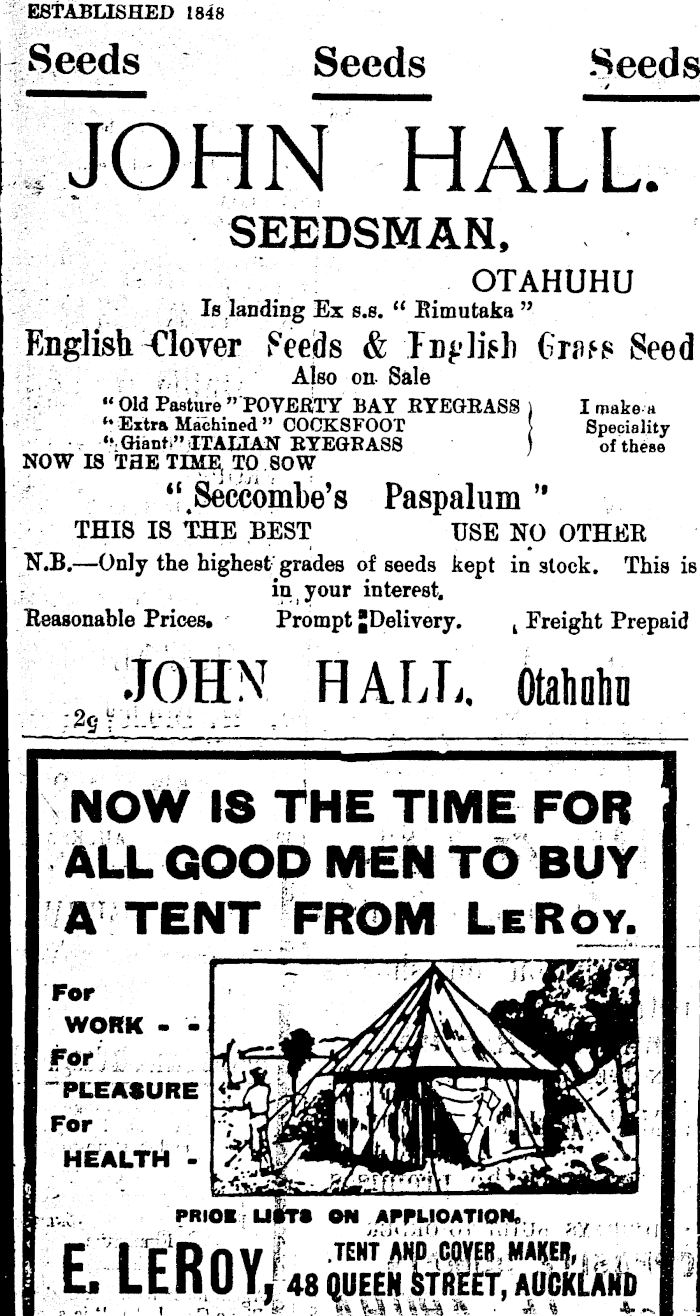 ESTABLISHED 1848
Seeds Seeds Seeds
JOHN HALL.
SEEDSMAN,
OTAHUHU
Is landing Ex s.s. “ Rimutaka ”
English Clover Seeds & English Grass Seed
Also on Sale
“ Old Pasture ” POVERTY BAY RYEGRASS
“ Extra Machined ” COCKSFOOT
“ Giant ” ITALIAN RYEGRASS
I make a
Speciality
of these
NOW IS THE TIME TO SOW
“ Seccombe's Paspalum ”
THIS IS THE BEST USE NO OTHER
N.B.—Only the highest grades of seeds kept in stock. This is
in your interest.
Reasonable Prices. Prompt Delivery. Freight Prepaid
JOHN HALL. Otahuhu
2g
NOW IS THE TIME FOR
ALL GOOD MEN TO BUY
A TENT FROM LEROY.
For
WORK - -
For
PLEASURE
For
HEALTH -
PRICE LISTS ON APPLICATION.
E. LEROY,
TENT AND COVER MAKER,
48 QUEEN STREET, AUCKLAND